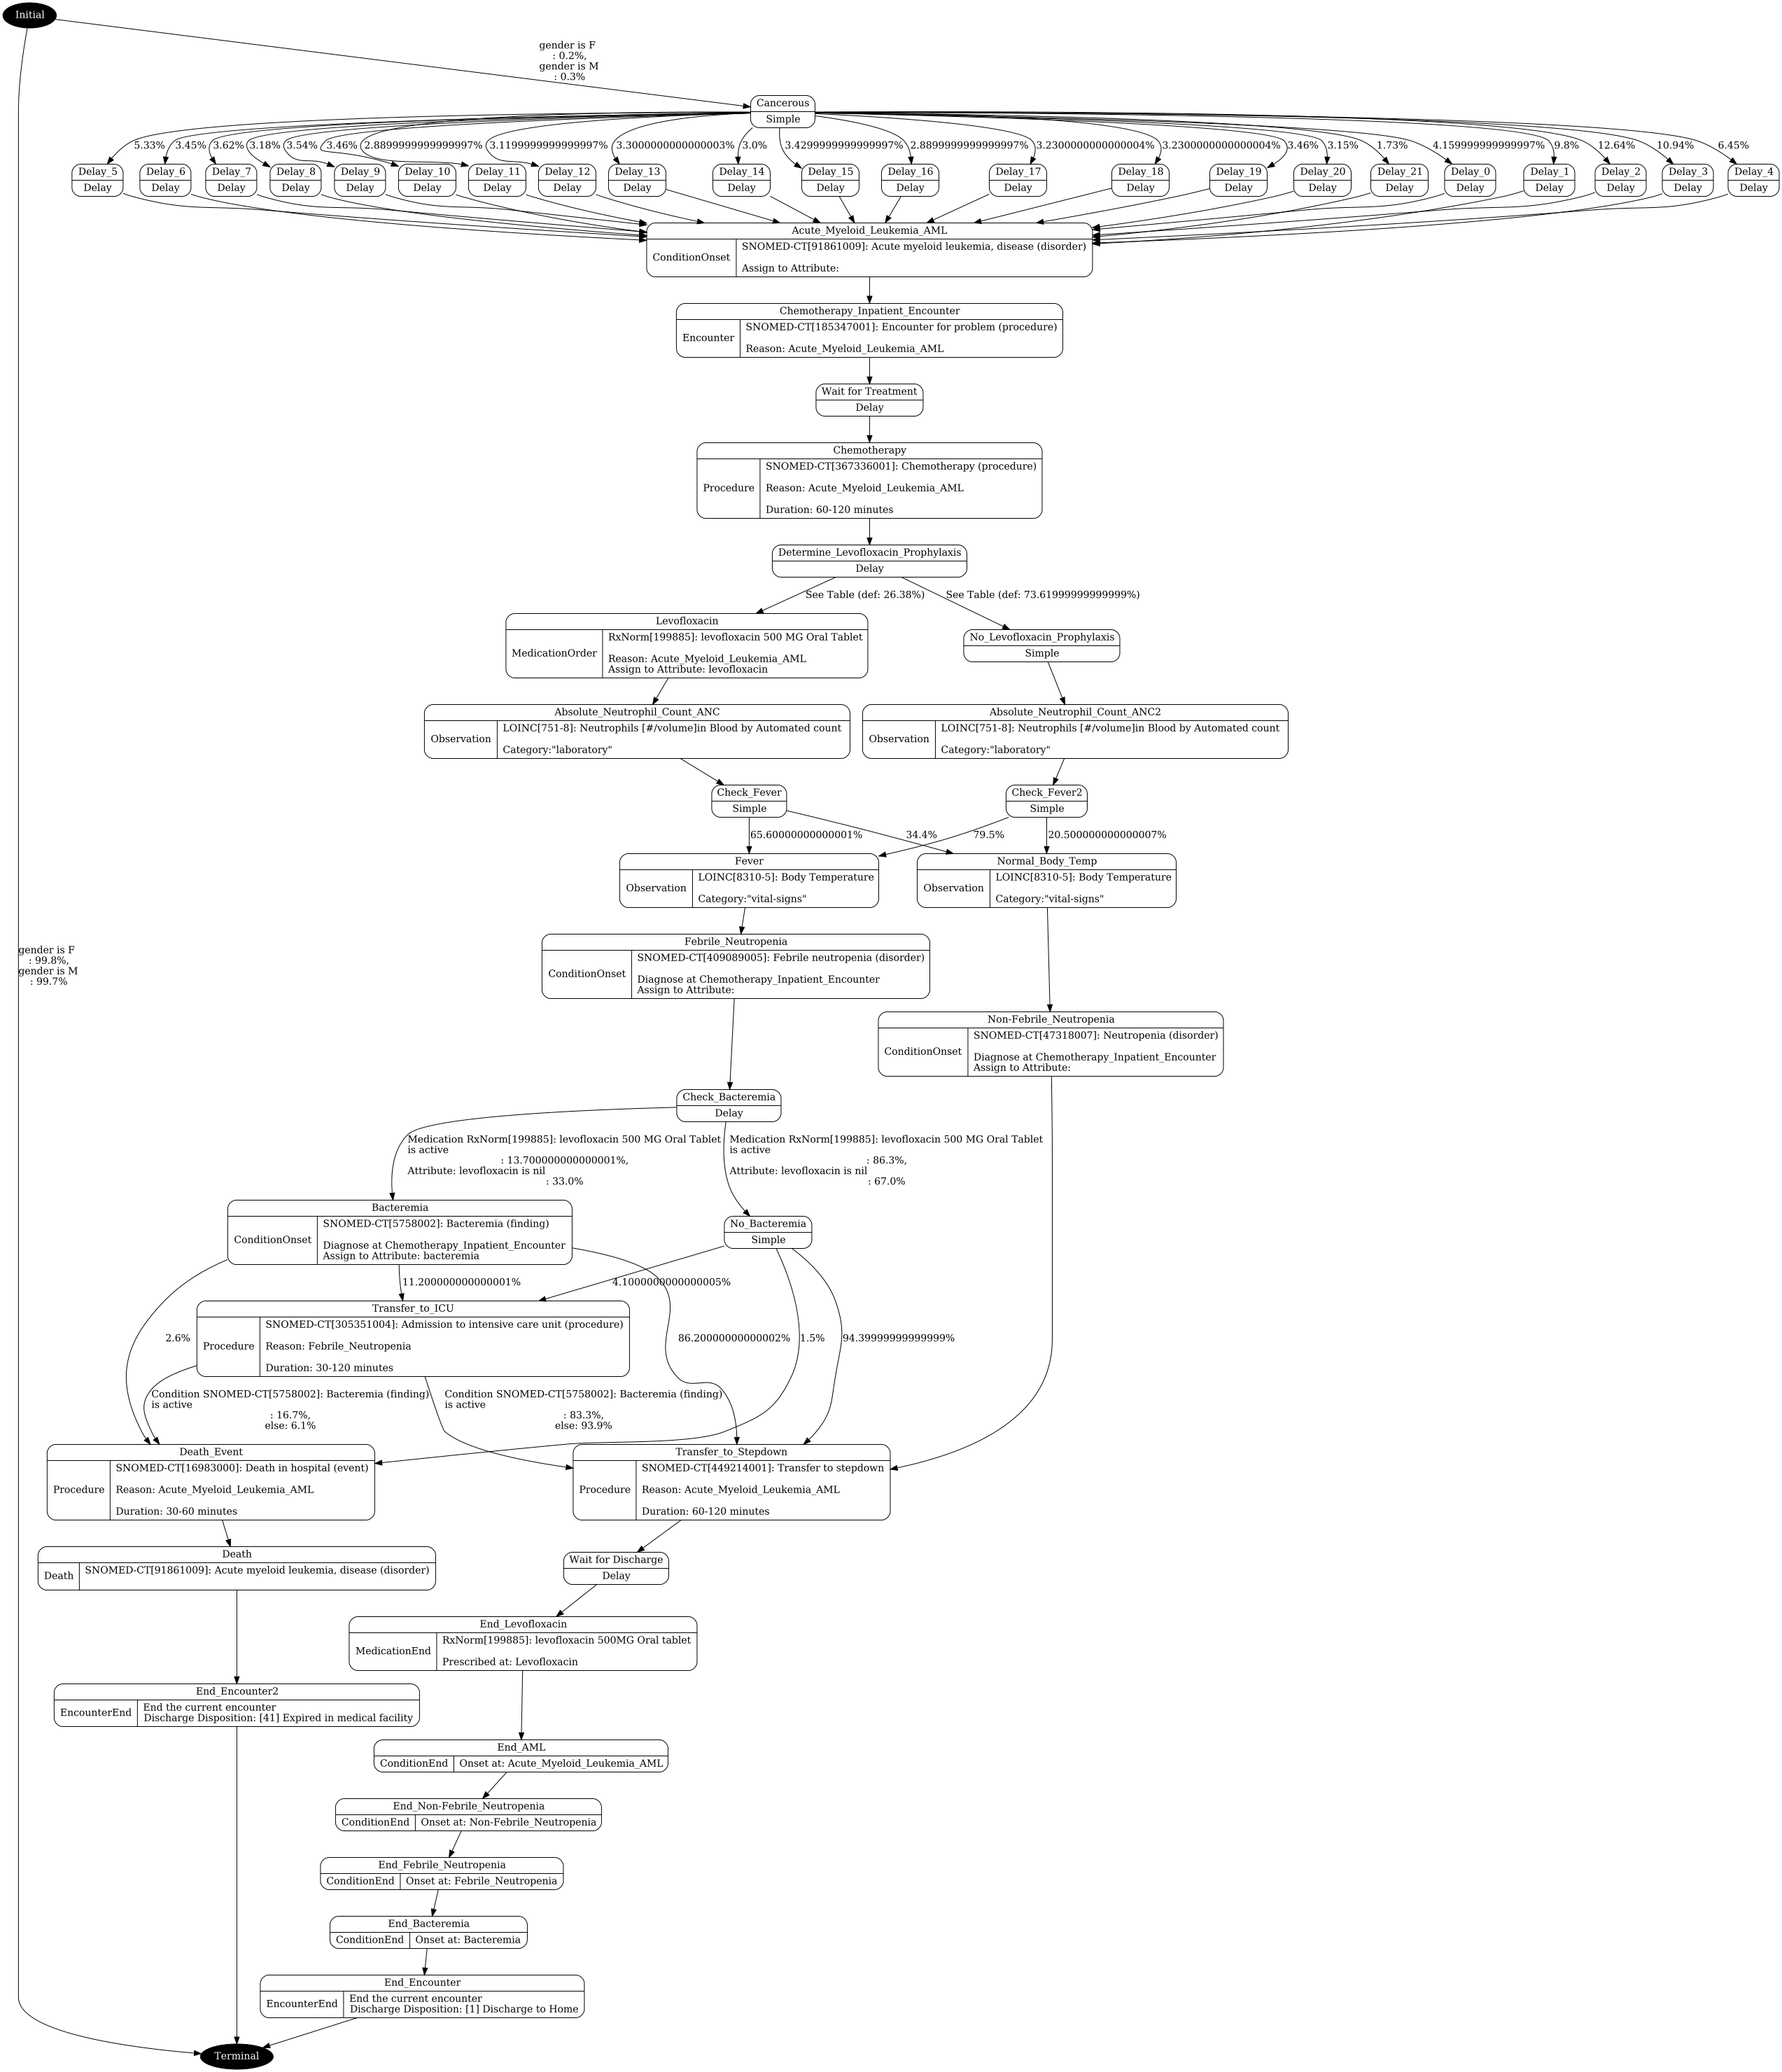 Initial
gender is F
: 0.2%,
gender is M
: 0.3%
Cancerous
Simple
5.33%
3.45%
3.62%
3.18%
3.54%
3.46%
2.8899999999999997%
3.1199999999999997%
3.3000000000000003%
3.0%
3.4299999999999997%
2.8899999999999997%
3.2300000000000004%
3.2300000000000004%
3.46%
3.15%
1.73%
4.159999999999997%
9.8%
12.64%
10.94%
6.45%
Delay_5
Delay
Delay_6
Delay
Delay_7
Delay
Delay_8
Delay
Delay_9
Delay
Delay_10
Delay
Delay_11
Delay
Delay_12
Delay
Delay_13
Delay
Delay_14
Delay
Delay_15
Delay
Delay_16
Delay
Delay_17
Delay
Delay_18
Delay
Delay_19
Delay
Delay_20
Delay
Delay_21
Delay
Delay_0
Delay
Delay_1
Delay
Delay_2
Delay
Delay_3
Delay
Delay_4
Delay
Acute_Myeloid_Leukemia_AML
ConditionOnset
SNOMED-CT[91861009]: Acute myeloid leukemia, disease (disorder)
Assign to Attribute:
Chemotherapy_Inpatient_Encounter
Encounter
SNOMED-CT[185347001]: Encounter for problem (procedure)
Reason: Acute_Myeloid_Leukemia_AML
Wait for Treatment
Delay
Chemotherapy
Procedure
SNOMED-CT[367336001]: Chemotherapy (procedure)
Reason: Acute_Myeloid_Leukemia_AML
Duration: 60-120 minutes
Determine_Levofloxacin_Prophylaxis
Delay
See Table (def: 26.38%)
See Table (def: 73.61999999999999%)
Levofloxacin
MedicationOrder
RxNorm[199885]: levofloxacin 500 MG Oral Tablet
Reason: Acute_Myeloid_Leukemia_AML
Assign to Attribute: levofloxacin
No_Levofloxacin_Prophylaxis
Simple
Absolute_Neutrophil_Count_ANC
Observation
LOINC[751-8]: Neutrophils [#/volume]in Blood by Automated count
Category:"laboratory"
Absolute_Neutrophil_Count_ANC2
Observation
LOINC[751-8]: Neutrophils [#/volume]in Blood by Automated count
Category:"laboratory"
Check_Fever
Simple
Check_Fever2
Simple
65.60000000000001%
34.4%
79.5%
20.500000000000007%
Fever
Observation
LOINC[8310-5]: Body Temperature
Category:"vital-signs"
Normal_Body_Temp
Observation
LOINC[8310-5]: Body Temperature
Category:"vital-signs"
gender is F
: 99.8%,
gender is M
: 99.7%
Febrile_Neutropenia
ConditionOnset
SNOMED-CT[409089005]: Febrile neutropenia (disorder)
Diagnose at Chemotherapy_Inpatient_Encounter
Assign to Attribute:
Non-Febrile_Neutropenia
ConditionOnset
SNOMED-CT[47318007]: Neutropenia (disorder)
Diagnose at Chemotherapy_Inpatient_Encounter
Assign to Attribute:
Check_Bacteremia
Delay
Medication RxNorm[199885]: levofloxacin 500 MG Oral Tablet
is active
: 13.700000000000001%,
Attribute: levofloxacin is nil
: 33.0%
Medication RxNorm[199885]: levofloxacin 500 MG Oral Tablet
is active
: 86.3%,
Attribute: levofloxacin is nil
: 67.0%
Bacteremia
ConditionOnset
SNOMED-CT[5758002]: Bacteremia (finding)
Diagnose at Chemotherapy_Inpatient_Encounter
Assign to Attribute: bacteremia
No_Bacteremia
Simple
11.200000000000001%
4.1000000000000005%
Transfer_to_ICU
Procedure
SNOMED-CT[305351004]: Admission to intensive care unit (procedure)
Reason: Febrile_Neutropenia
Duration: 30-120 minutes
2.6%
86.20000000000002%
1.5%
94.39999999999999%
Condition SNOMED-CT[5758002]: Bacteremia (finding)
is active
: 16.7%,
else: 6.1%
Condition SNOMED-CT[5758002]: Bacteremia (finding)
is active
: 83.3%,
else: 93.9%
Death_Event
Procedure
SNOMED-CT[16983000]: Death in hospital (event)
Reason: Acute_Myeloid_Leukemia_AML
Duration: 30-60 minutes
Transfer_to_Stepdown
Procedure
SNOMED-CT[449214001]: Transfer to stepdown
Reason: Acute_Myeloid_Leukemia_AML
Duration: 60-120 minutes
Death
Death
SNOMED-CT[91861009]: Acute myeloid leukemia, disease (disorder)
Wait for Discharge
Delay
End_Levofloxacin
MedicationEnd
RxNorm[199885]: levofloxacin 500MG Oral tablet
Prescribed at: Levofloxacin
End_Encounter2
EncounterEnd
End the current encounter
Discharge Disposition: [41] Expired in medical facility
End_AML
ConditionEnd
Onset at: Acute_Myeloid_Leukemia_AML
End_Non-Febrile_Neutropenia
ConditionEnd
Onset at: Non-Febrile_Neutropenia
End_Febrile_Neutropenia
ConditionEnd
Onset at: Febrile_Neutropenia
End_Bacteremia
ConditionEnd
Onset at: Bacteremia
End_Encounter
EncounterEnd
End the current encounter
Discharge Disposition: [1] Discharge to Home
Terminal